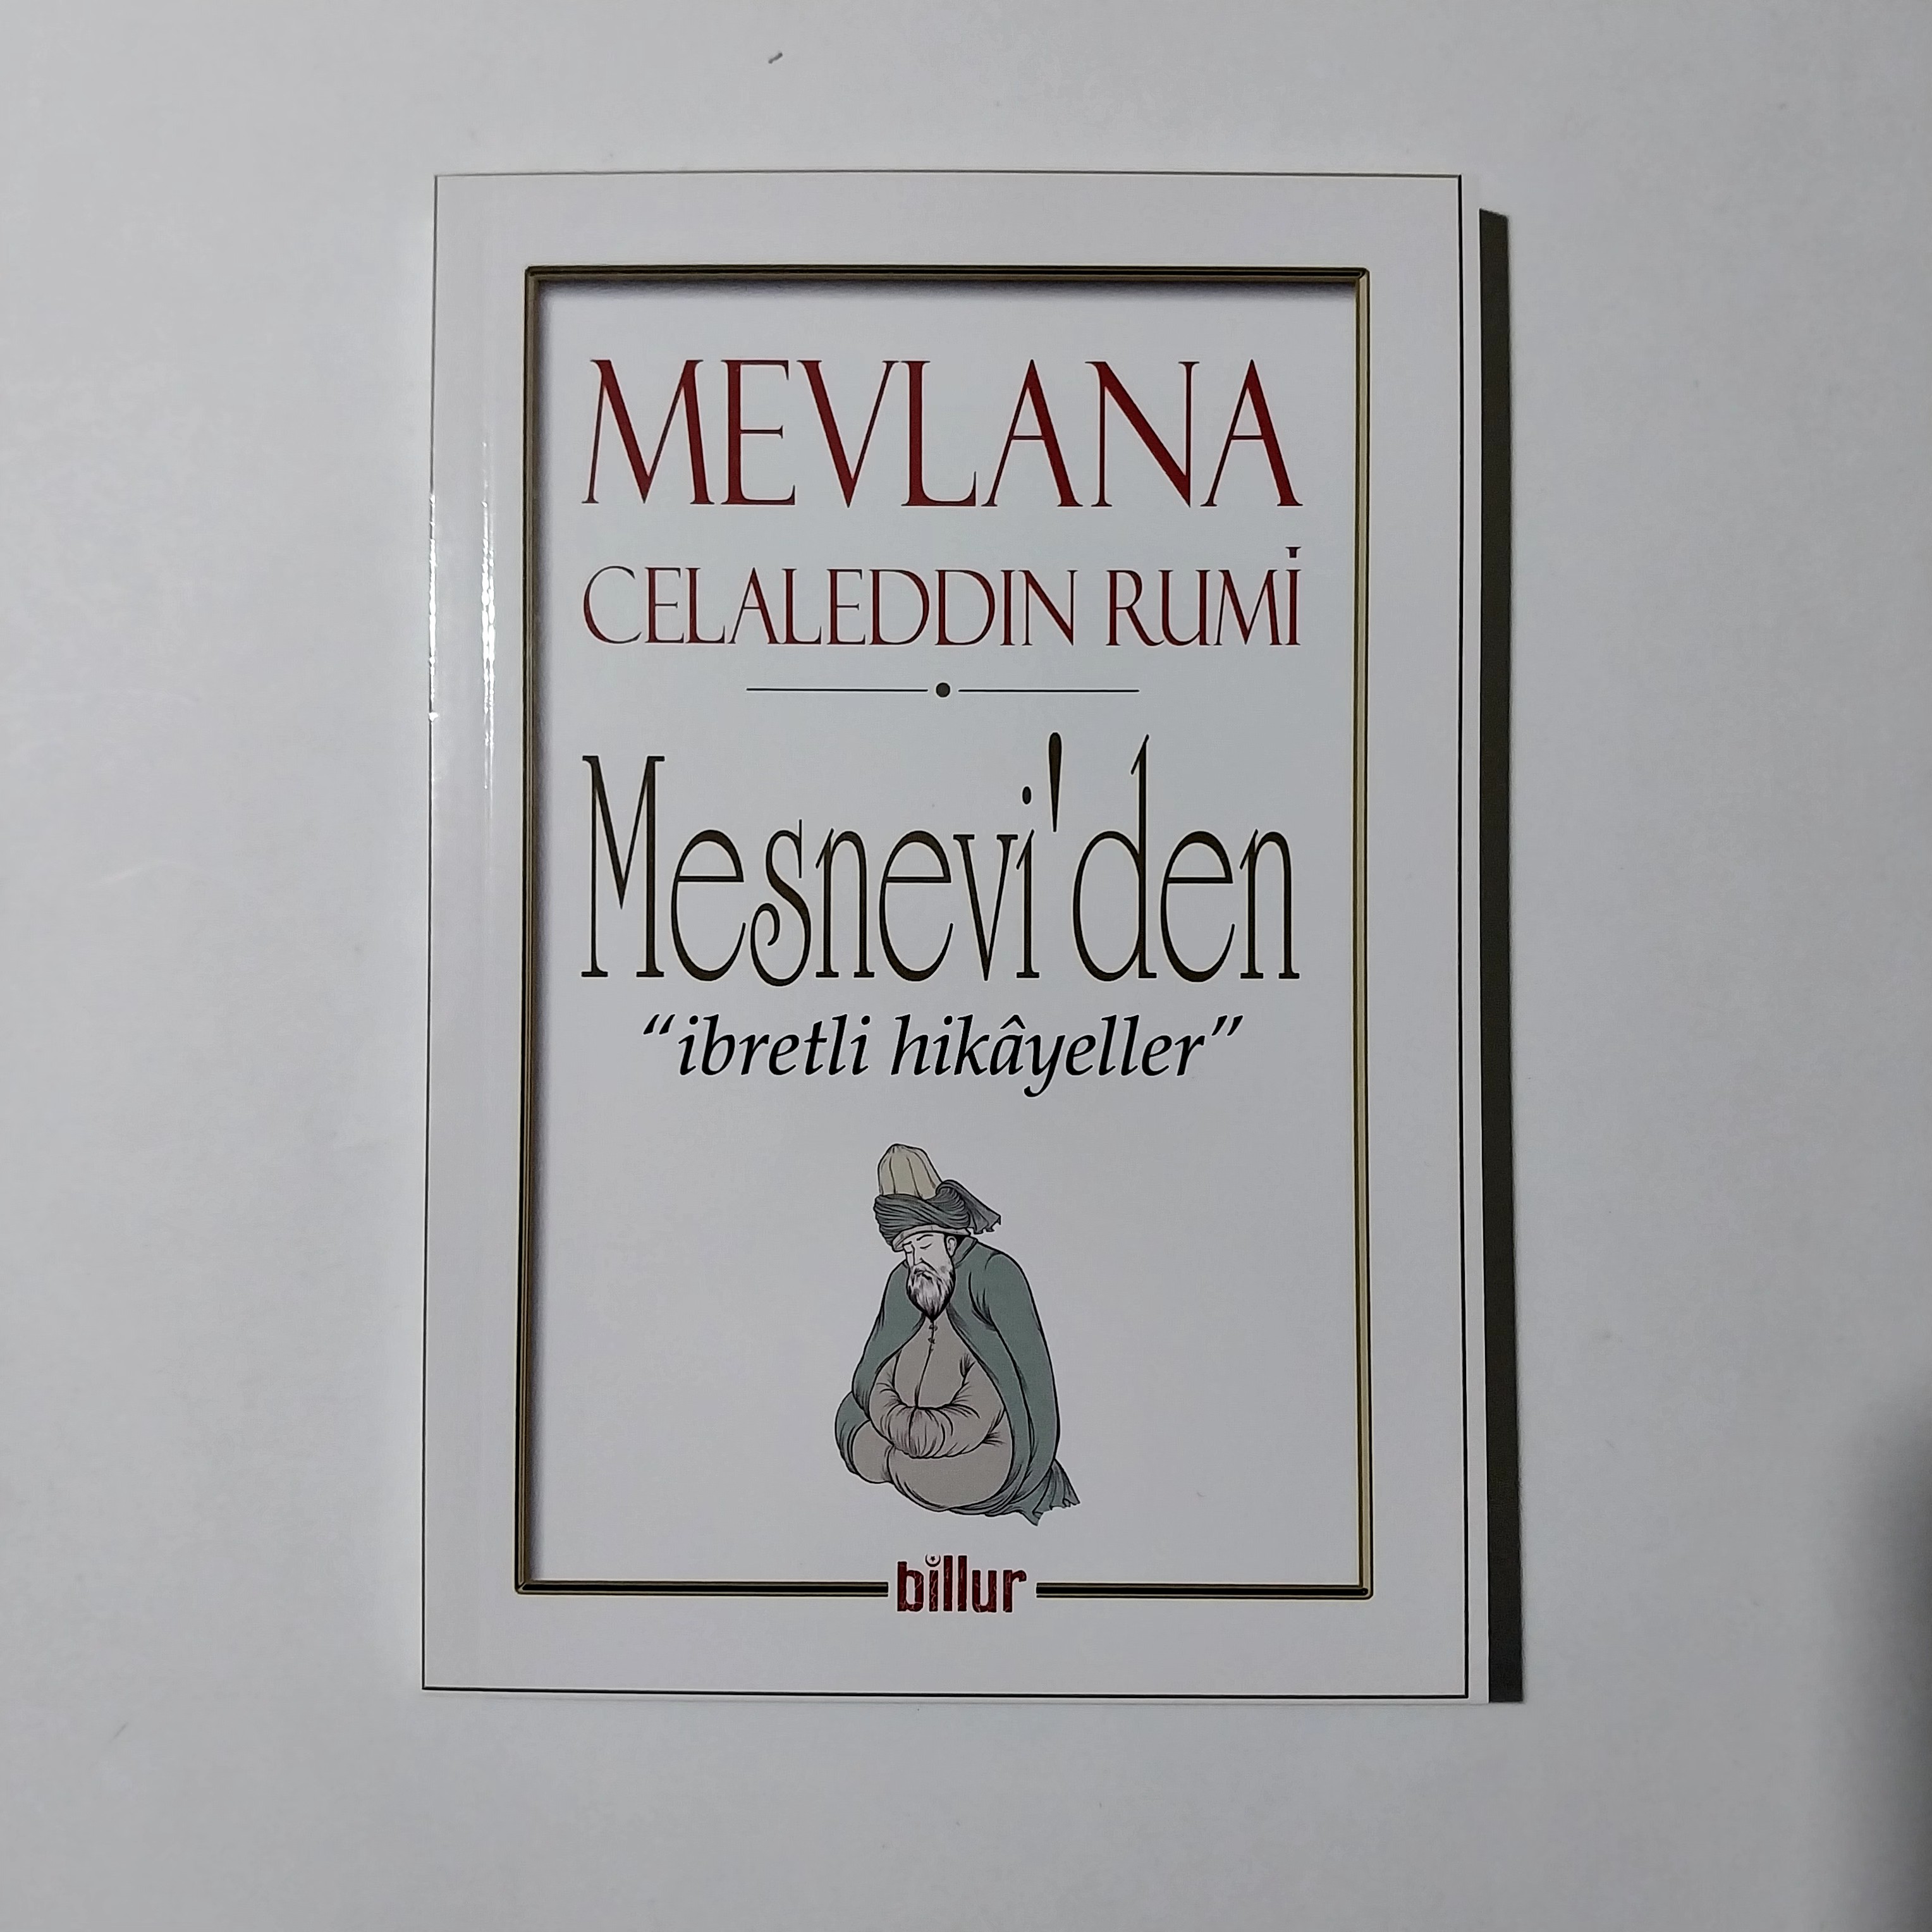 MEVLANA
CELALEDDIN RUMİ
Mesnevi'den
“ibretli hikâyeller”
billur